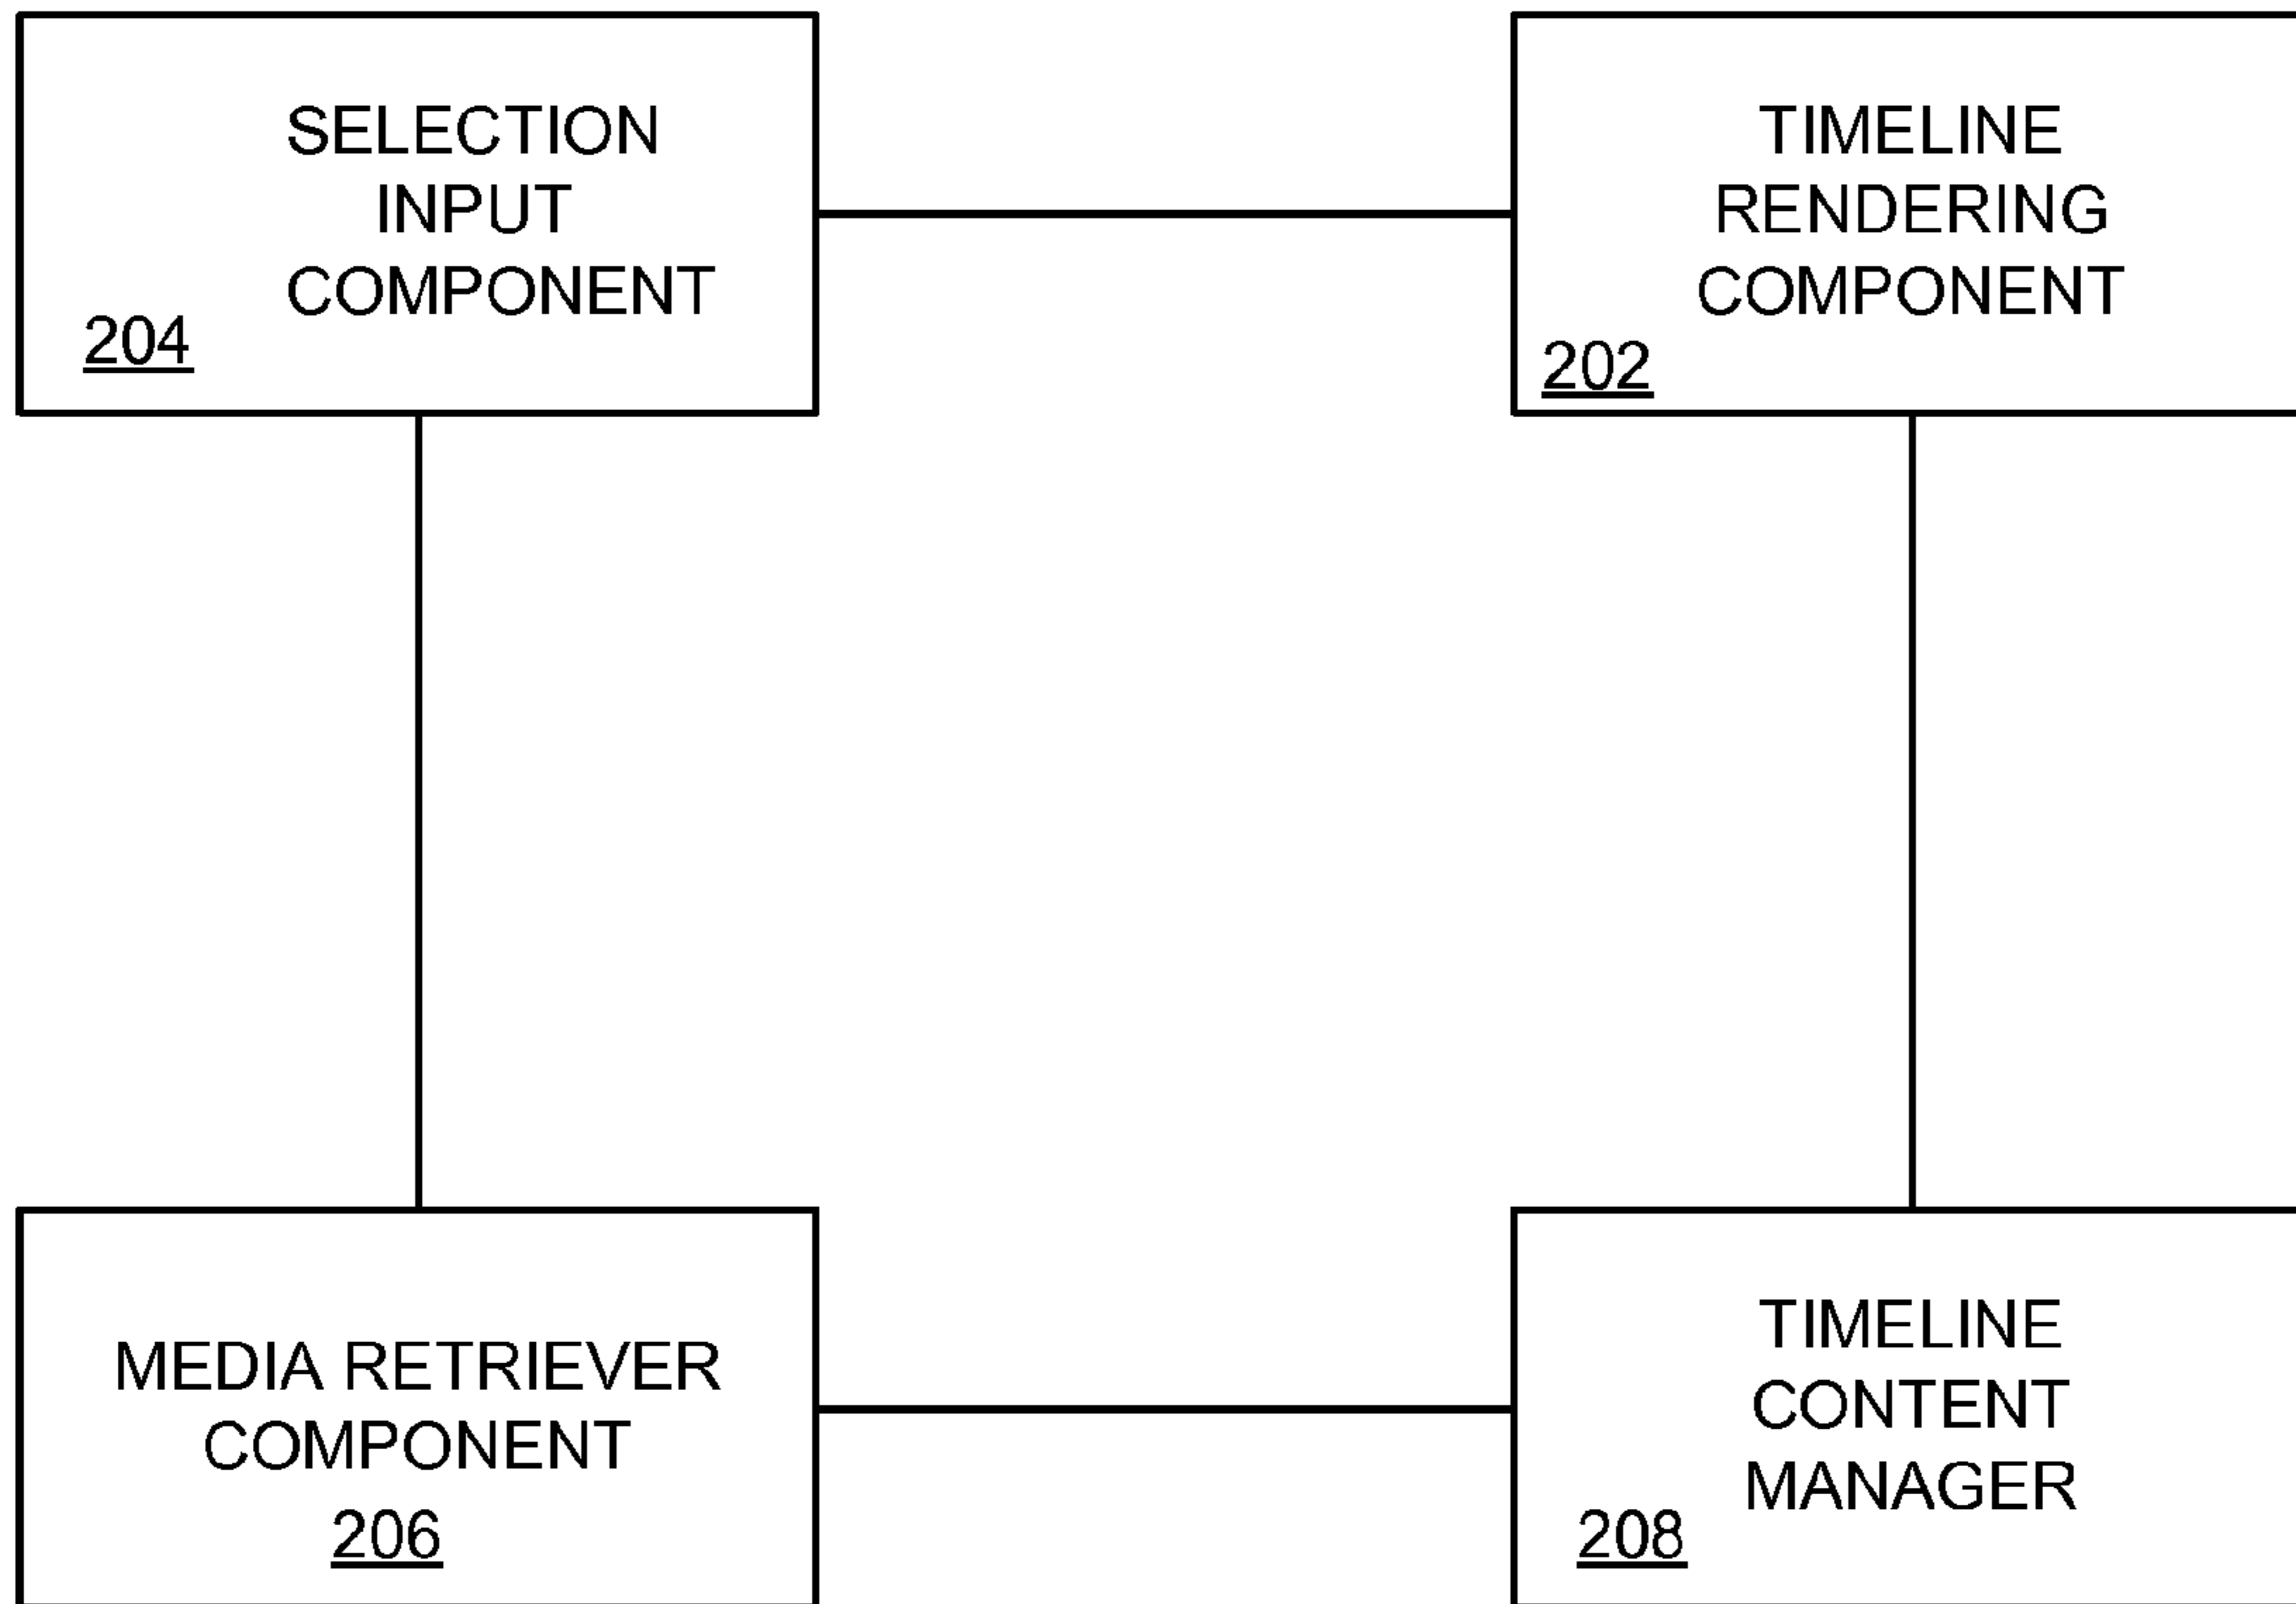 SELECTION
INPUT
COMPONENT
204
TIMELINE
RENDERING
COMPONENT
202
MEDIA RETRIEVER
COMPONENT
206
TIMELINE
CONTENT
MANAGER
208